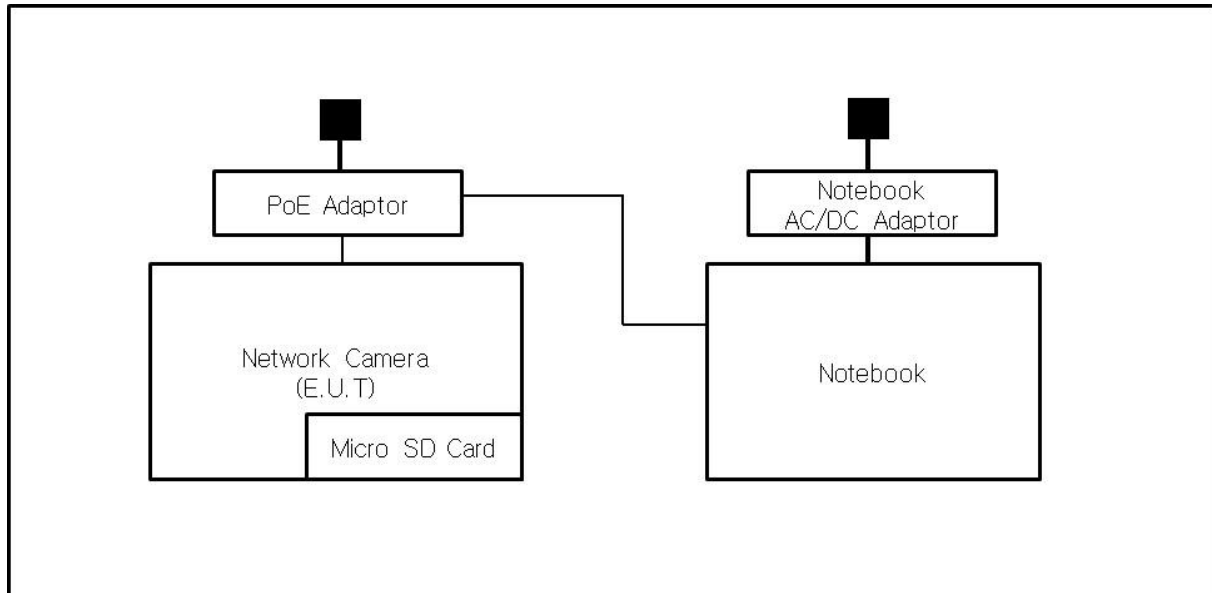 PoE Adaptor
Notebook
AC/DC Adaptor
Network Camera
(E.U.T)
Micro SD Card
Notebook